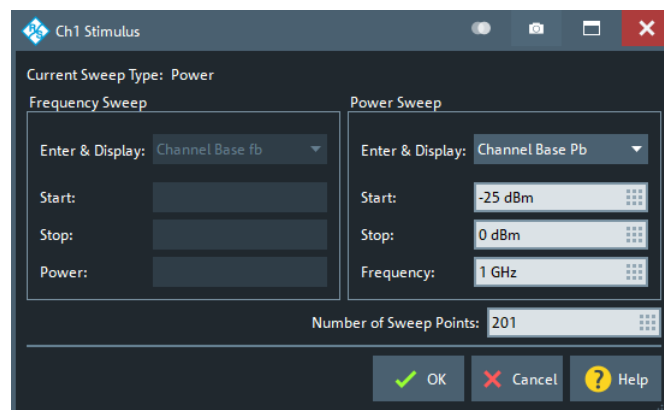 Ch1 Stimulus
Current Sweep Type: Power
Frequency Sweep
Enter & Display: Channel Base fb
Start:
Stop:
Power:
Power Sweep
Enter & Display: Channel Base Pb
Start: -25 dBm
Stop: 0 dBm
Frequency: 1 GHz
Number of Sweep Points: 201
OK Cancel ? Help